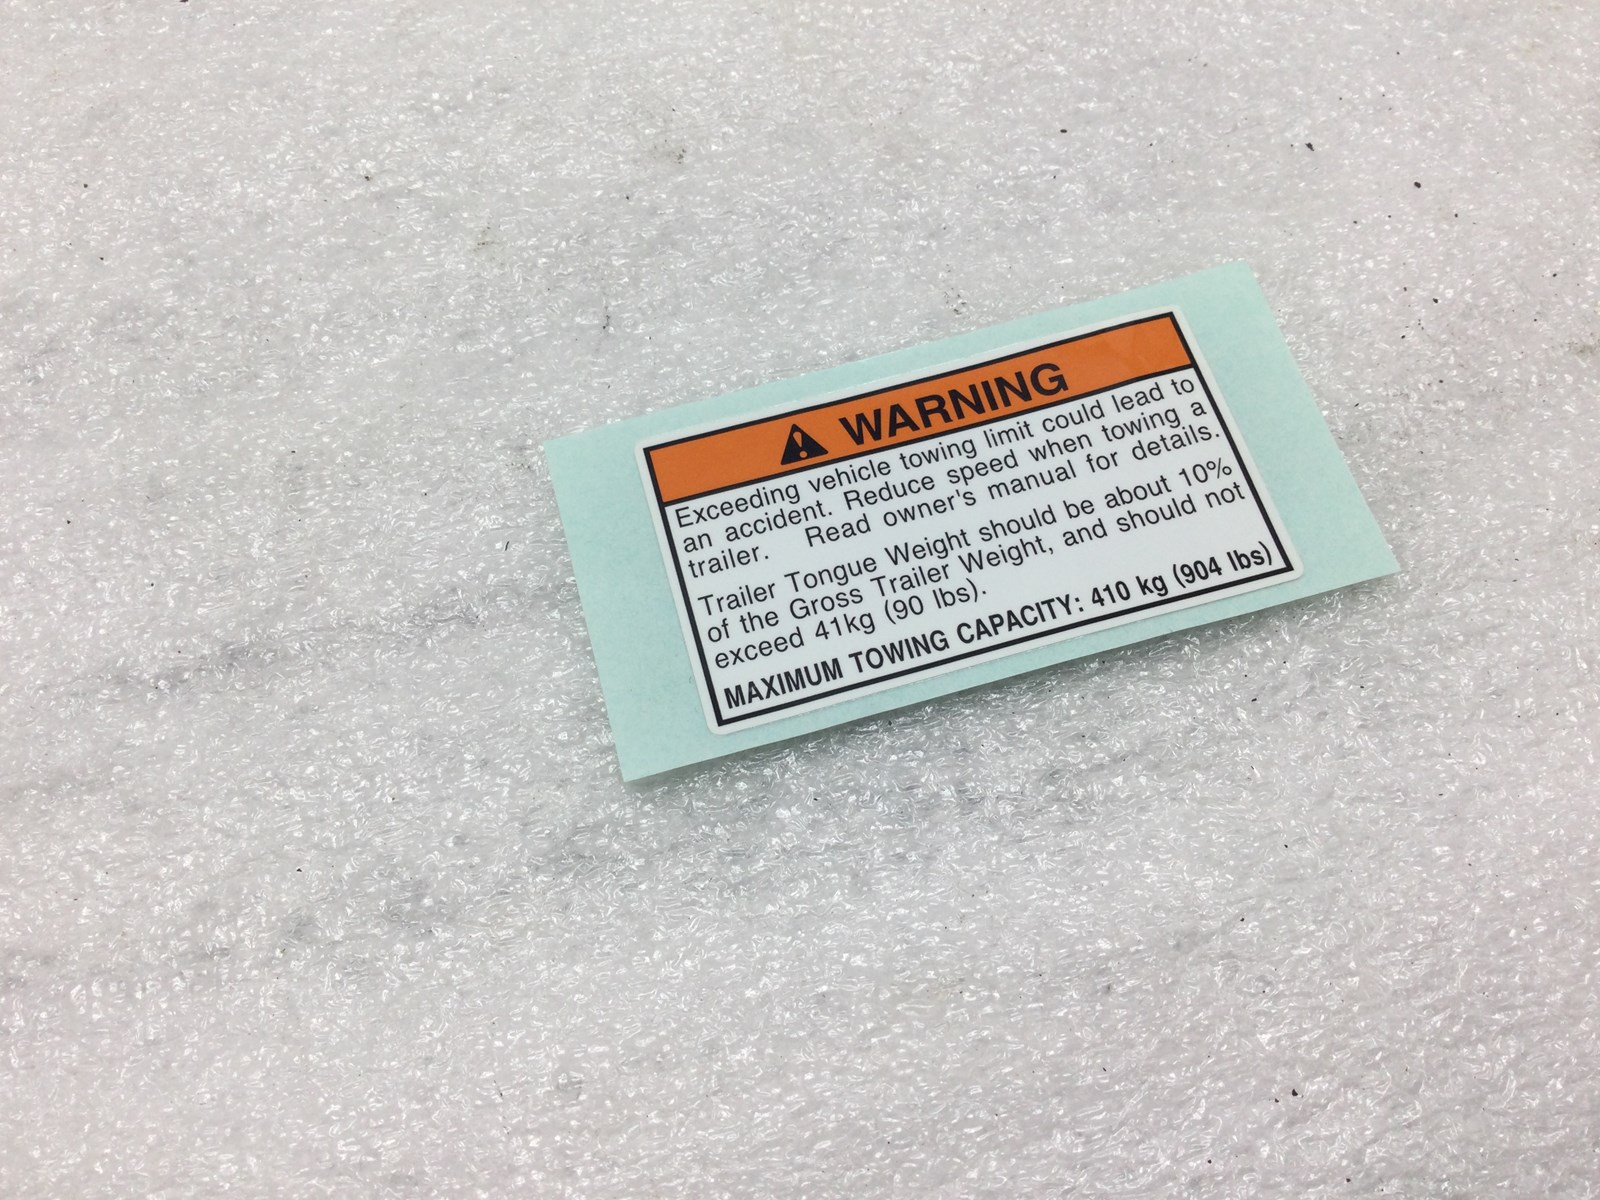 WARNING
Exceeding vehicle towing limit could lead to
an accident. Reduce speed when towing a
trailer. Read owner's manual for details.
Trailer Tongue Weight should be about 10%
of the Gross Trailer Weight, and should not
exceed 41kg (90 lbs).
MAXIMUM TOWING CAPACITY: 410 kg (904 lbs)